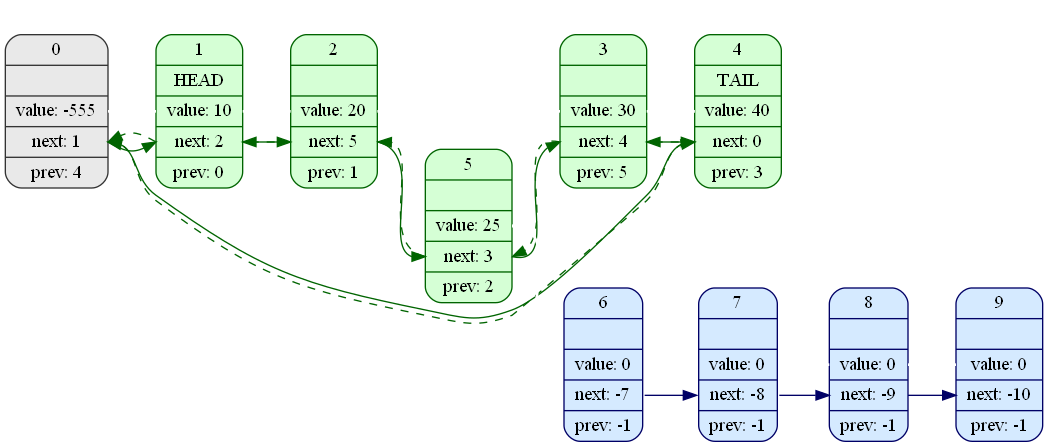 0
value: -555
next: 1
prev: 4
1
HEAD
value: 10
next: 2
prev: 0
2
value: 20
next: 5
prev: 1
5
value: 25
next: 3
prev: 2
3
value: 30
next: 4
prev: 5
4
TAIL
value: 40
next: 0
prev: 3
6
value: 0
next: -7
prev: -1
7
value: 0
next: -8
prev: -1
8
value: 0
next: -9
prev: -1
9
value: 0
next: -10
prev: -1